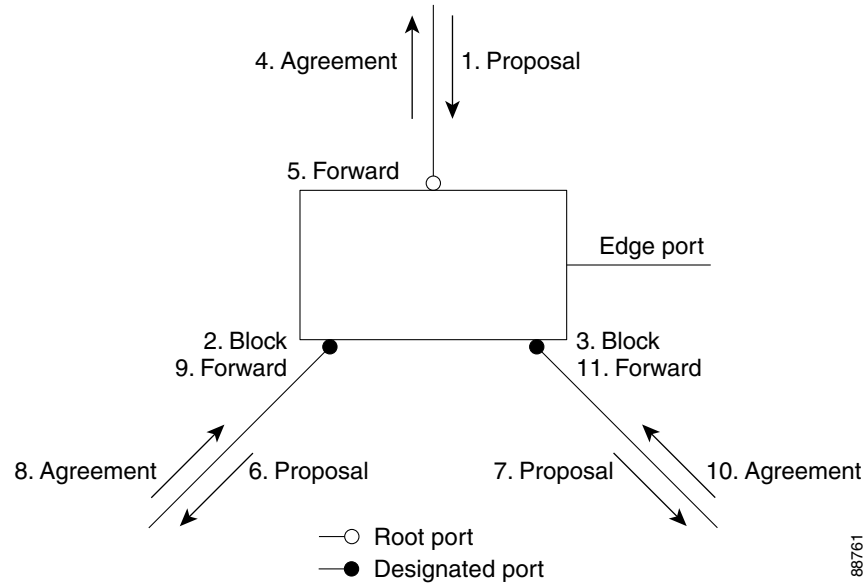 4. Agreement
1. Proposal
5. Forward
Edge port
2. Block
9. Forward
3. Block
11. Forward
8. Agreement
6. Proposal
7. Proposal
10. Agreement
Root port
Designated port
88761